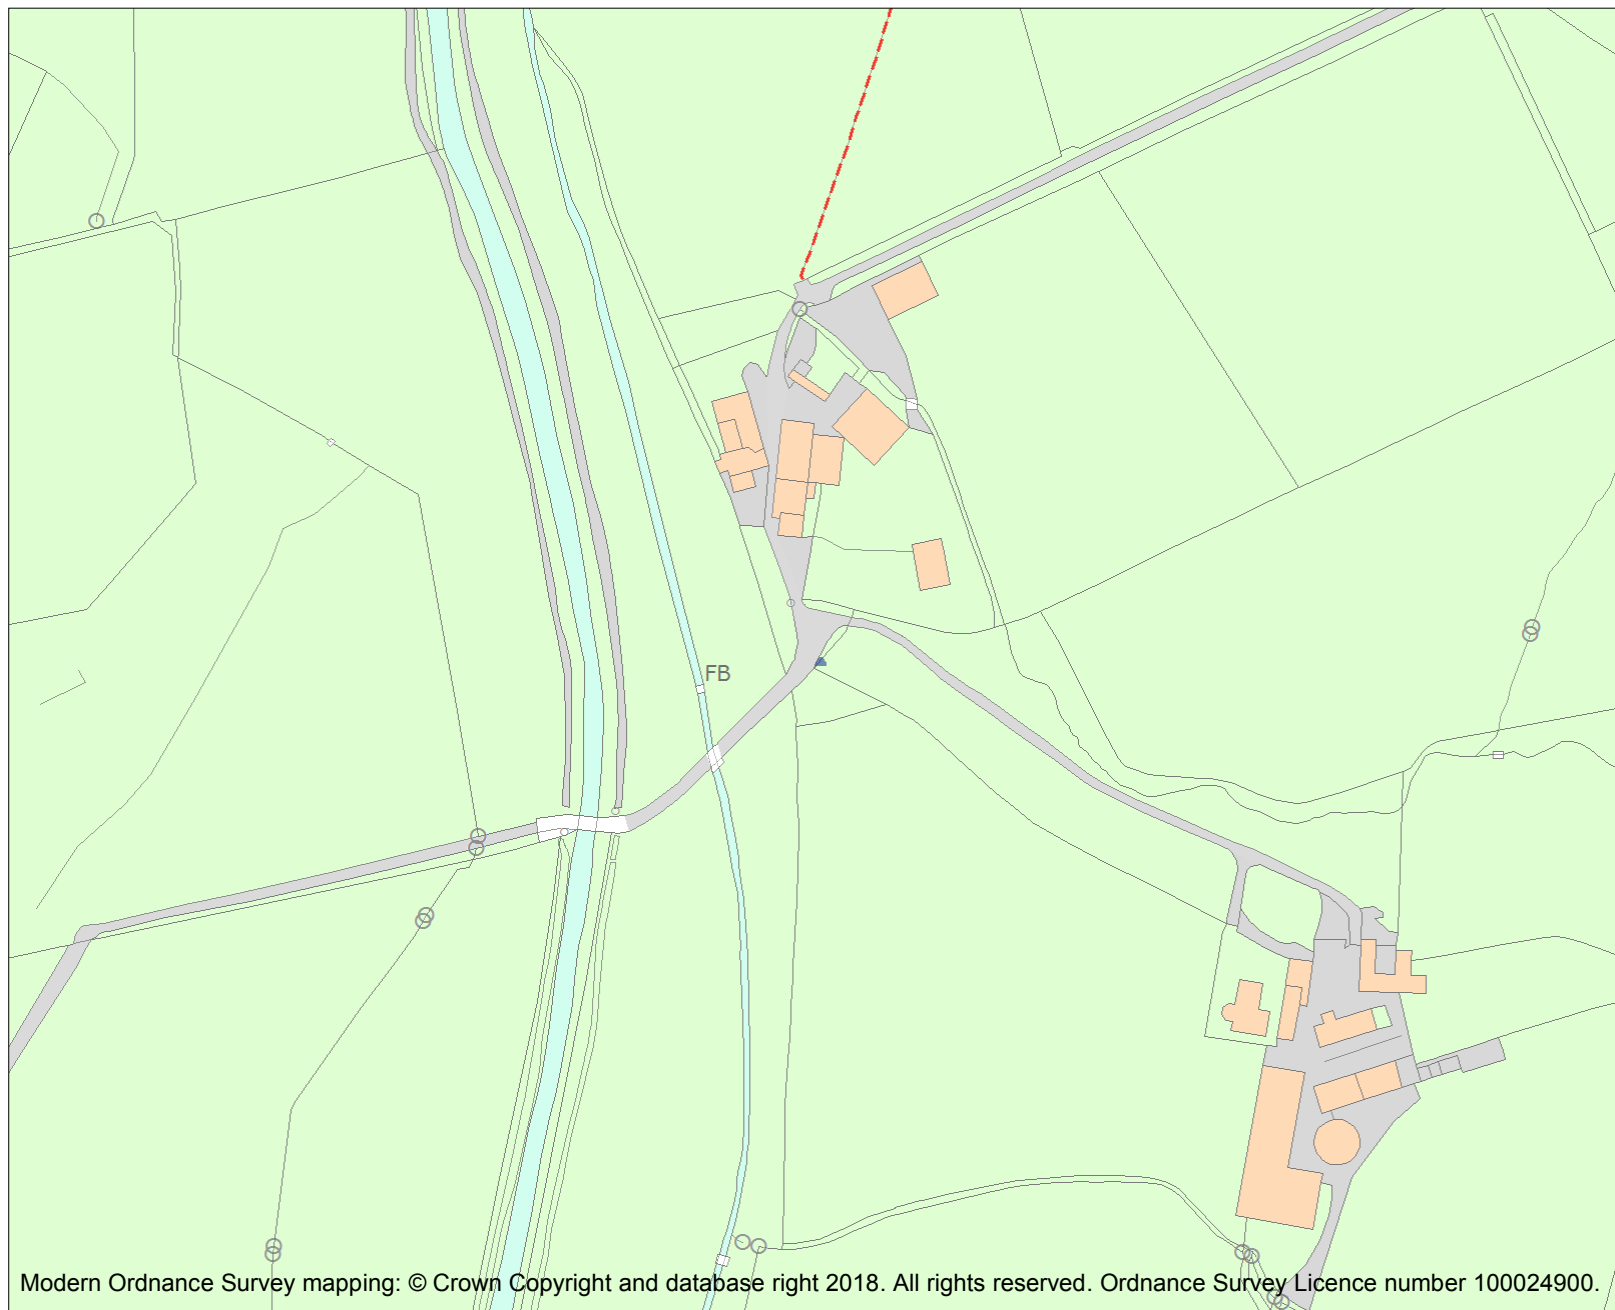 FB
Modern Ordnance Survey mapping: © Crown Copyright and database right 2018. All rights reserved. Ordnance Survey Licence number 100024900.